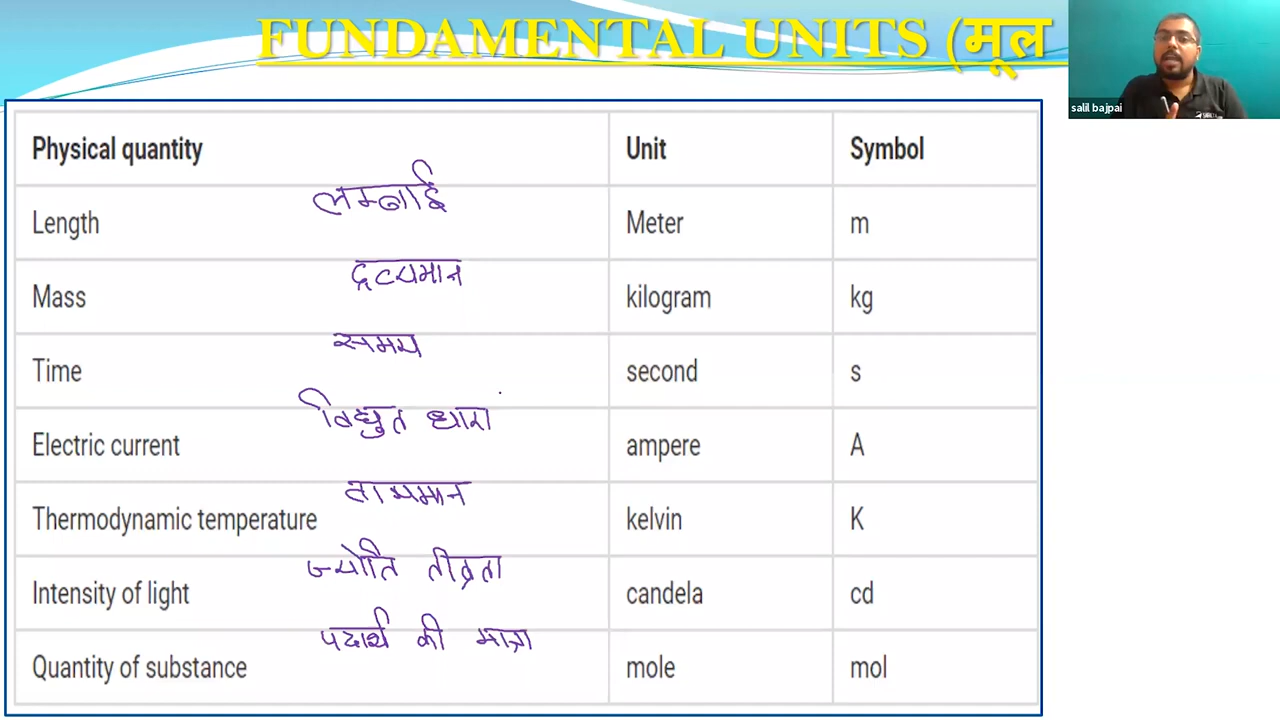 FUNDAMENTAL UNITS (मूल
salil bajpai
Physical quantity Unit Symbol
लम्बाई
Length Meter m
द्रव्यमान
Mass kilogram kg
समय
Time second s
विद्युत धारा
Electric current ampere A
तापमान
Thermodynamic temperature kelvin K
ज्योति तीव्रता
Intensity of light candela cd
पदार्थ की मात्रा
Quantity of substance mole mol